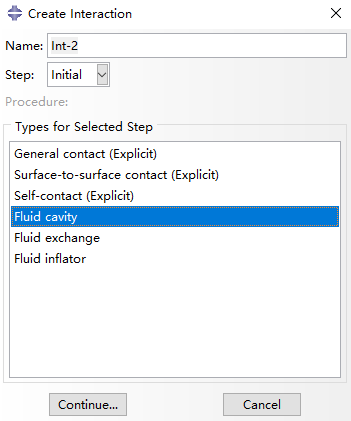 Create Interaction
Name: Int-2
Step: Initial
Procedure:
Types for Selected Step
General contact (Explicit)
Surface-to-surface contact (Explicit)
Self-contact (Explicit)
Fluid cavity
Fluid exchange
Fluid inflator
Continue... Cancel